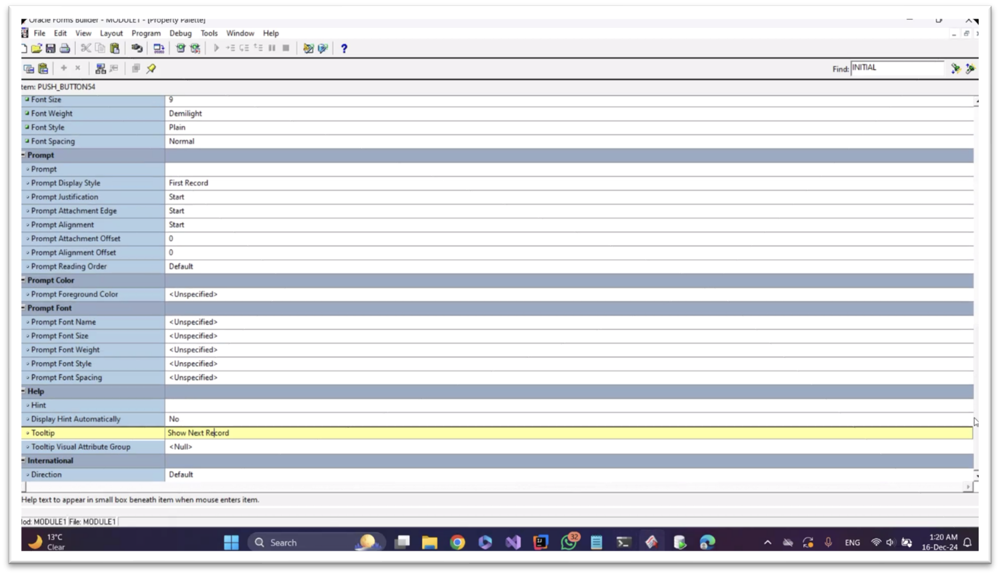 Oracle Forms Builder - MODULE1 - [Property Palette]
File Edit View Layout Program Debug Tools Window Help
Find: INITIAL
tem: PUSH_BUTTON54
Font Size 9
Font Weight Demilight
Font Style Plain
Font Spacing Normal
Prompt
Prompt
Prompt Display Style First Record
Prompt Justification Start
Prompt Attachment Edge Start
Prompt Alignment Start
Prompt Attachment Offset 0
Prompt Alignment Offset 0
Prompt Reading Order Default
Prompt Color
Prompt Foreground Color <Unspecified>
Prompt Font
Prompt Font Name <Unspecified>
Prompt Font Size <Unspecified>
Prompt Font Weight <Unspecified>
Prompt Font Style <Unspecified>
Prompt Font Spacing <Unspecified>
Help
Hint
Display Hint Automatically No
Tooltip Show Next Record
Tooltip Visual Attribute Group <Null>
International
Direction Default
Help text to appear in small box beneath item when mouse enters item.
lod: MODULE1 File: MODULE1
13°C
Clear
Search
32
ENG
1:20 AM
16-Dec-24